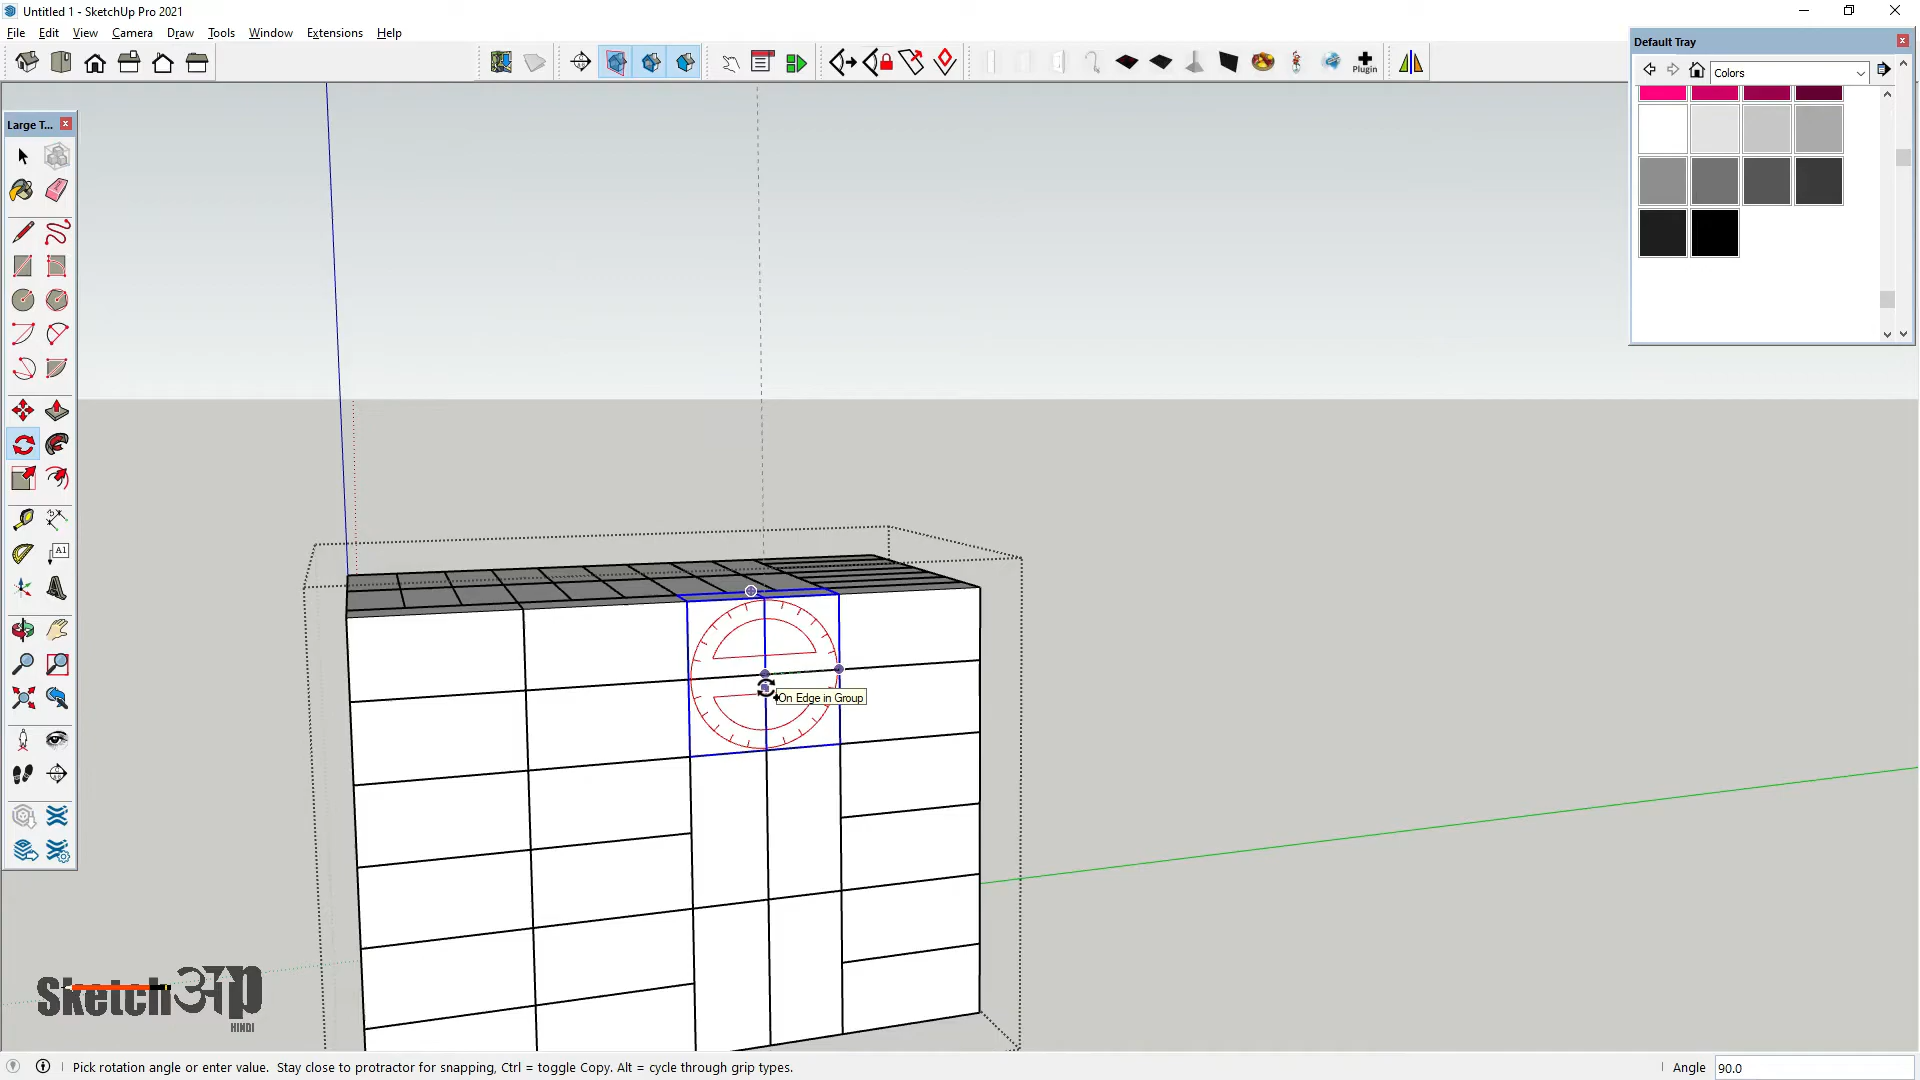 Untitled 1 - SketchUp Pro 2021
File Edit View Camera Draw Tools Window Extensions Help
Plugin
Default Tray
Colors
Large T...
A1
On Edge in Group
Sketchअप
HINDI
Pick rotation angle or enter value. Stay close to protractor for snapping, Ctrl = toggle Copy. Alt = cycle through grip types.
Angle 90.0